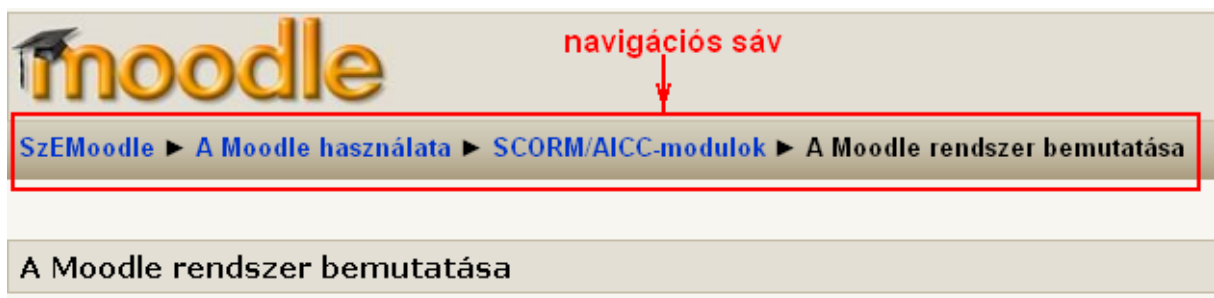 moodle
navigációs sáv
SzEMoodle ► A Moodle használata ► SCORM/AICC-modulok ► A Moodle rendszer bemutatása
A Moodle rendszer bemutatása